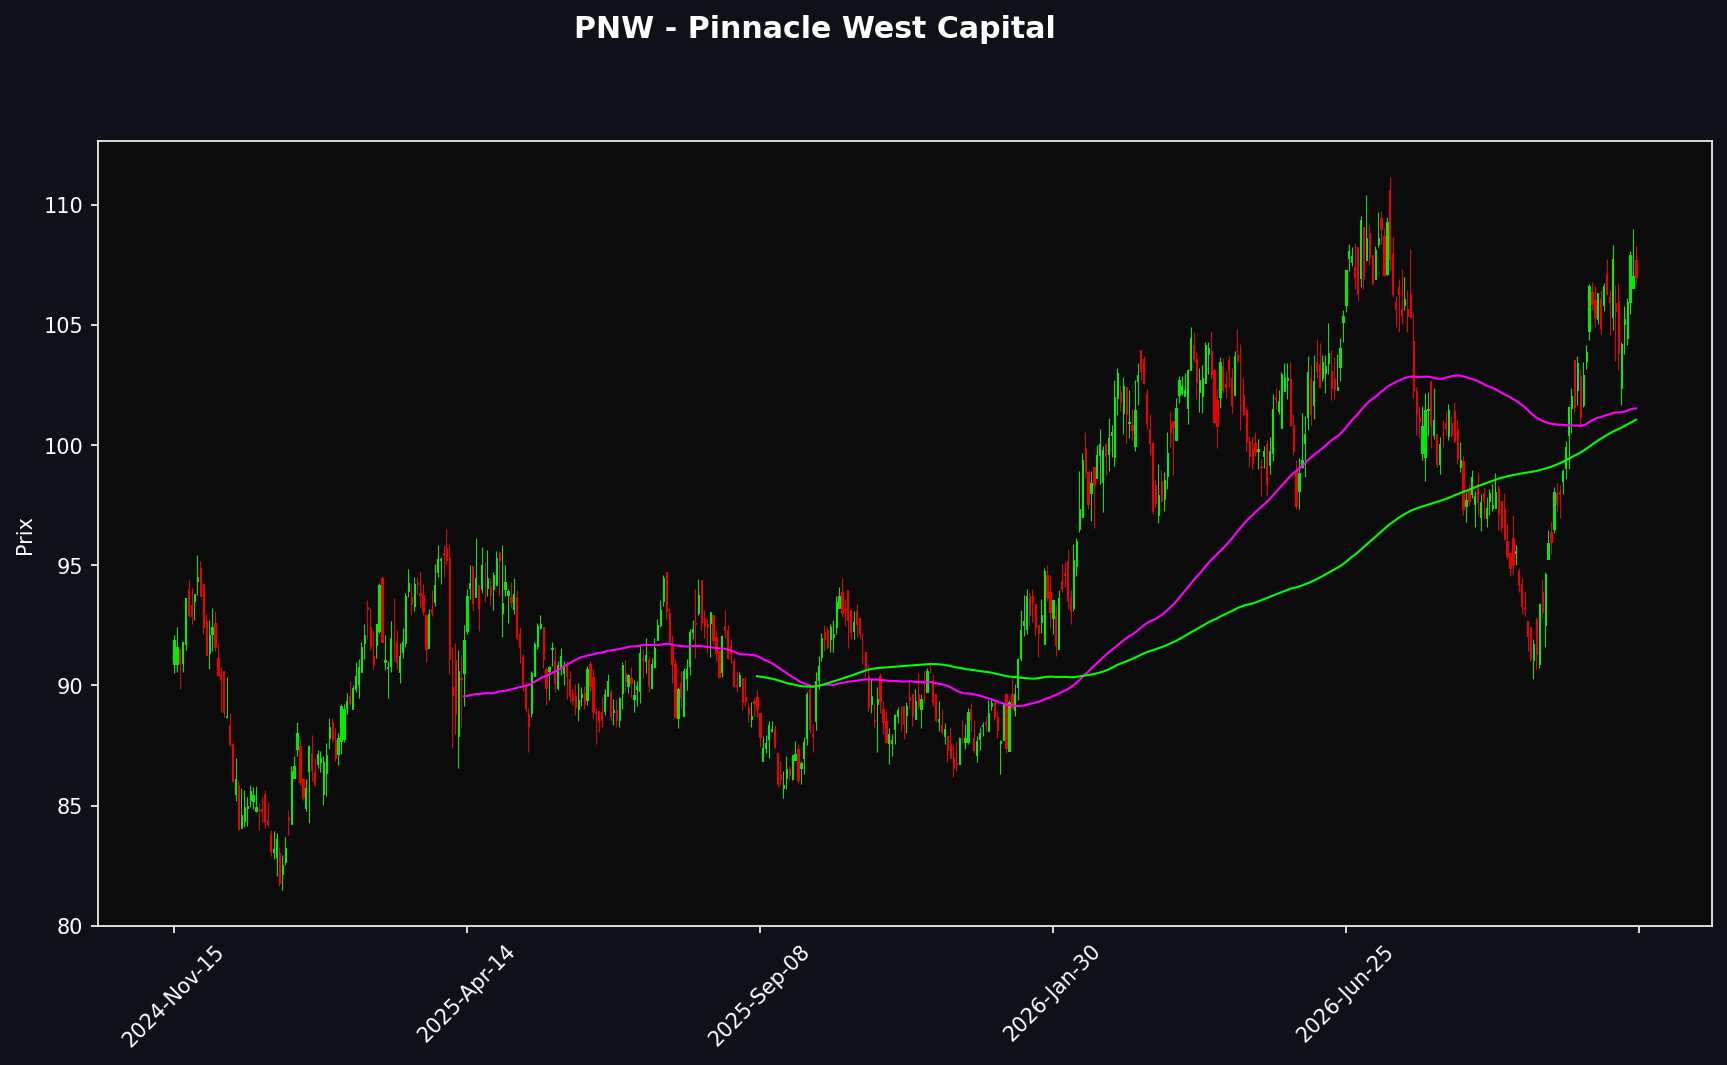 PNW - Pinnacle West Capital
Prix
110
105
100
95
90
85
80
2024-Nov-15
2025-Apr-14
2025-Sep-08
2026-Jan-30
2026-Jun-25